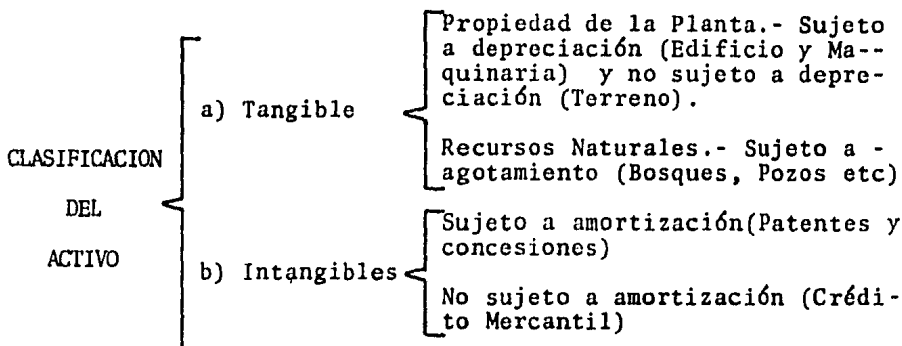 CLASIFICACION
DEL
ACTIVO
a) Tangible
Propiedad de la Planta.- Sujeto
a depreciación (Edificio y Ma--
quinaria) y no sujeto a depre-
ciación (Terreno).
Recursos Naturales.- Sujeto a -
agotamiento (Bosques, Pozos etc)
b) Intangibles
Sujeto a amortización(Patentes y
concesiones)
No sujeto a amortización (Crédi-
to Mercantil)